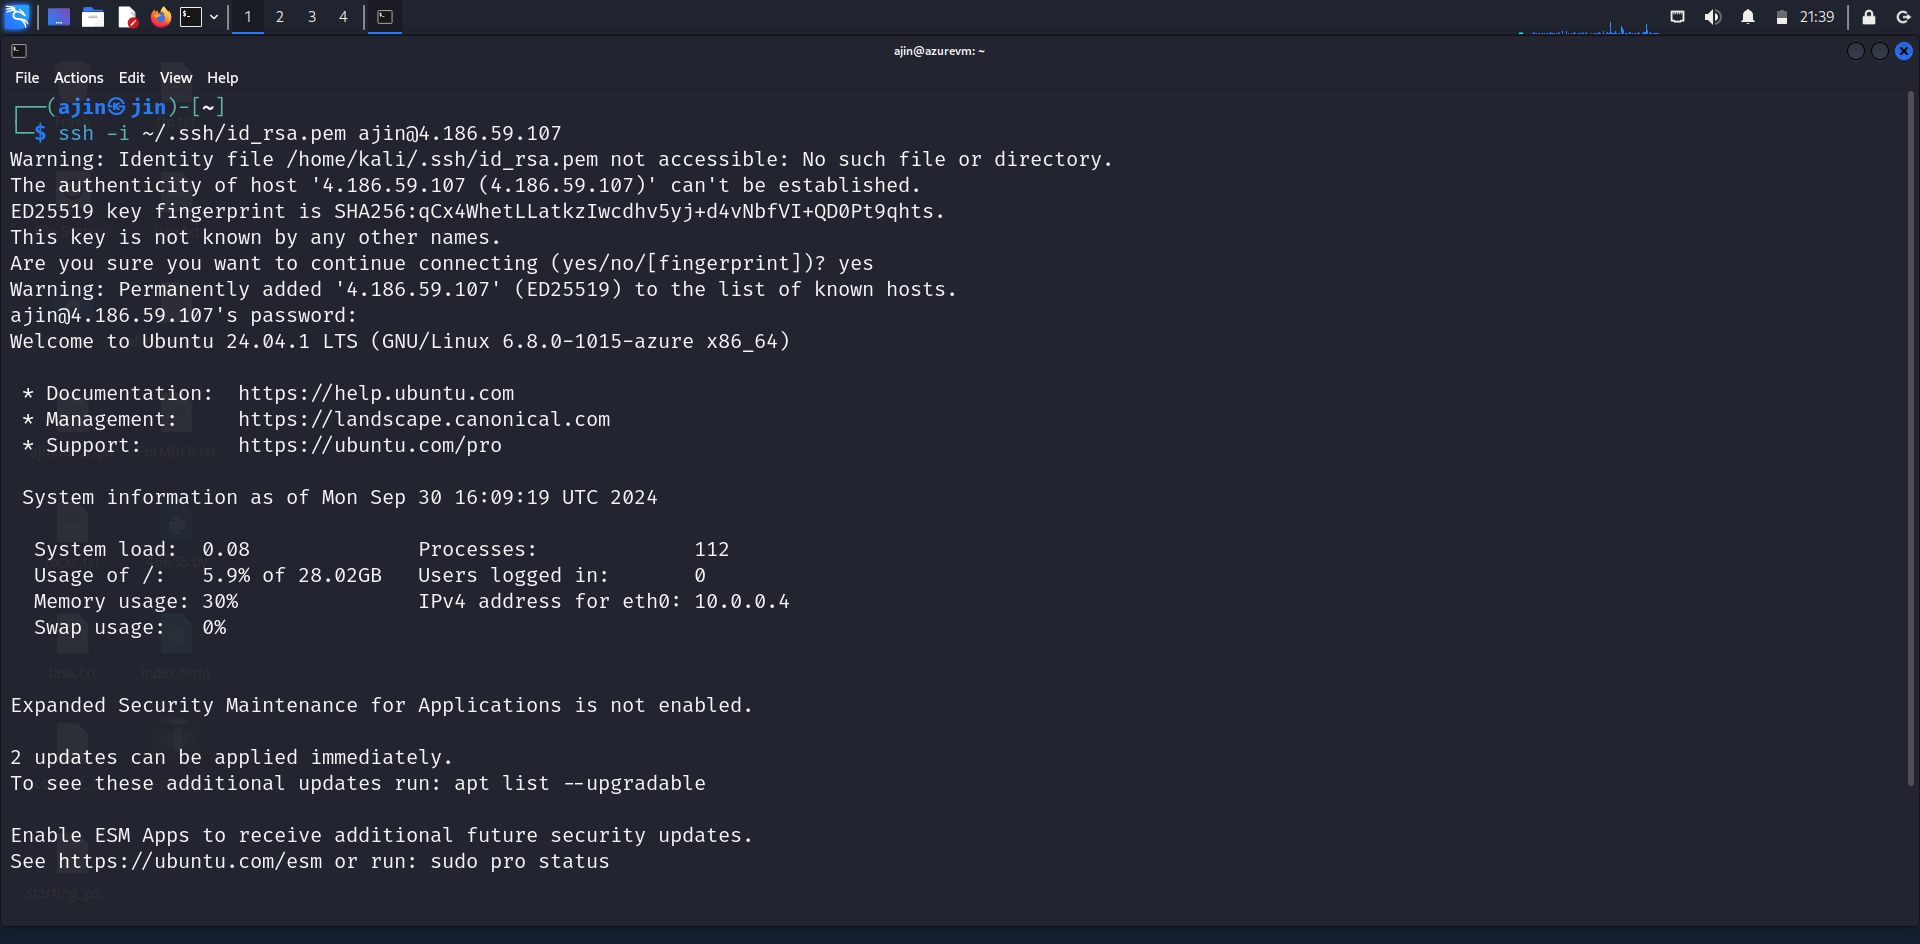 1 2 3 4 21:39
ajin@azurevm: ~
File Actions Edit View Help
┌──(ajin㉿jin)-[~]
└─$ ssh -i ~/.ssh/id_rsa.pem ajin@4.186.59.107
Warning: Identity file /home/kali/.ssh/id_rsa.pem not accessible: No such file or directory.
The authenticity of host '4.186.59.107 (4.186.59.107)' can't be established.
ED25519 key fingerprint is SHA256:qCx4WhetLLatkzIwcdhv5yj+d4vNbfVI+QD0Pt9qhts.
This key is not known by any other names.
Are you sure you want to continue connecting (yes/no/[fingerprint])? yes
Warning: Permanently added '4.186.59.107' (ED25519) to the list of known hosts.
ajin@4.186.59.107's password:
Welcome to Ubuntu 24.04.1 LTS (GNU/Linux 6.8.0-1015-azure x86_64)
* Documentation: https://help.ubuntu.com
* Management: https://landscape.canonical.com
* Support: https://ubuntu.com/pro
System information as of Mon Sep 30 16:09:19 UTC 2024
System load: 0.08 Processes: 112
Usage of /: 5.9% of 28.02GB Users logged in: 0
Memory usage: 30% IPv4 address for eth0: 10.0.0.4
Swap usage: 0%
task.txt index.html
Expanded Security Maintenance for Applications is not enabled.
2 updates can be applied immediately.
To see these additional updates run: apt list --upgradable
Enable ESM Apps to receive additional future security updates.
See https://ubuntu.com/esm or run: sudo pro status
starting_po...